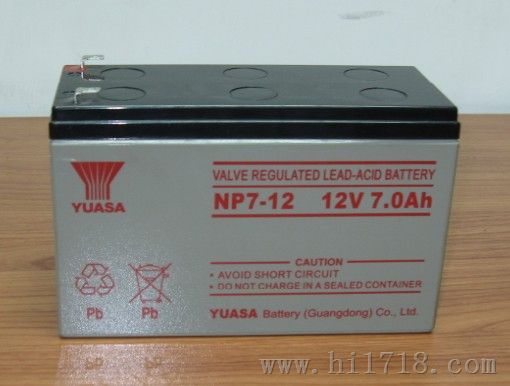 VALVE REGULATED LEAD-ACID BATTERY
YUASA
NP7-12 12V 7.0Ah
CAUTION
• AVOID SHORT CIRCUIT
• DO NOT CHARGE IN A SEALED CONTAINER
Pb Pb
YUASA Battery (Guangdong) Co., Ltd.
www.hi1718.com